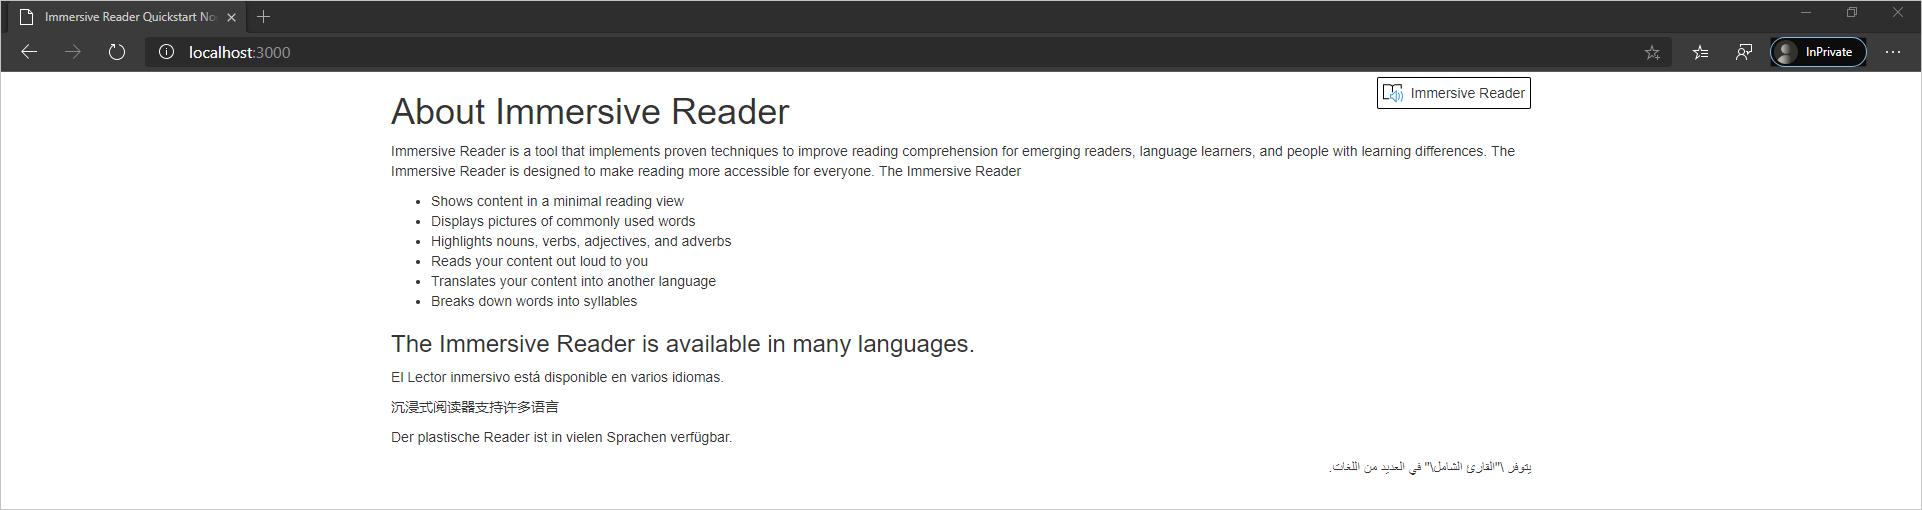 Immersive Reader Quickstart No
localhost:3000
InPrivate
Immersive Reader
About Immersive Reader
Immersive Reader is a tool that implements proven techniques to improve reading comprehension for emerging readers, language learners, and people with learning differences. The
Immersive Reader is designed to make reading more accessible for everyone. The Immersive Reader
• Shows content in a minimal reading view
• Displays pictures of commonly used words
• Highlights nouns, verbs, adjectives, and adverbs
• Reads your content out loud to you
• Translates your content into another language
• Breaks down words into syllables
The Immersive Reader is available in many languages.
El Lector inmersivo está disponible en varios idiomas.
沉浸式阅读器支持许多语言
Der plastische Reader ist in vielen Sprachen verfügbar.
يتوفر \"القارئ الشامل\" في العديد من اللغات.